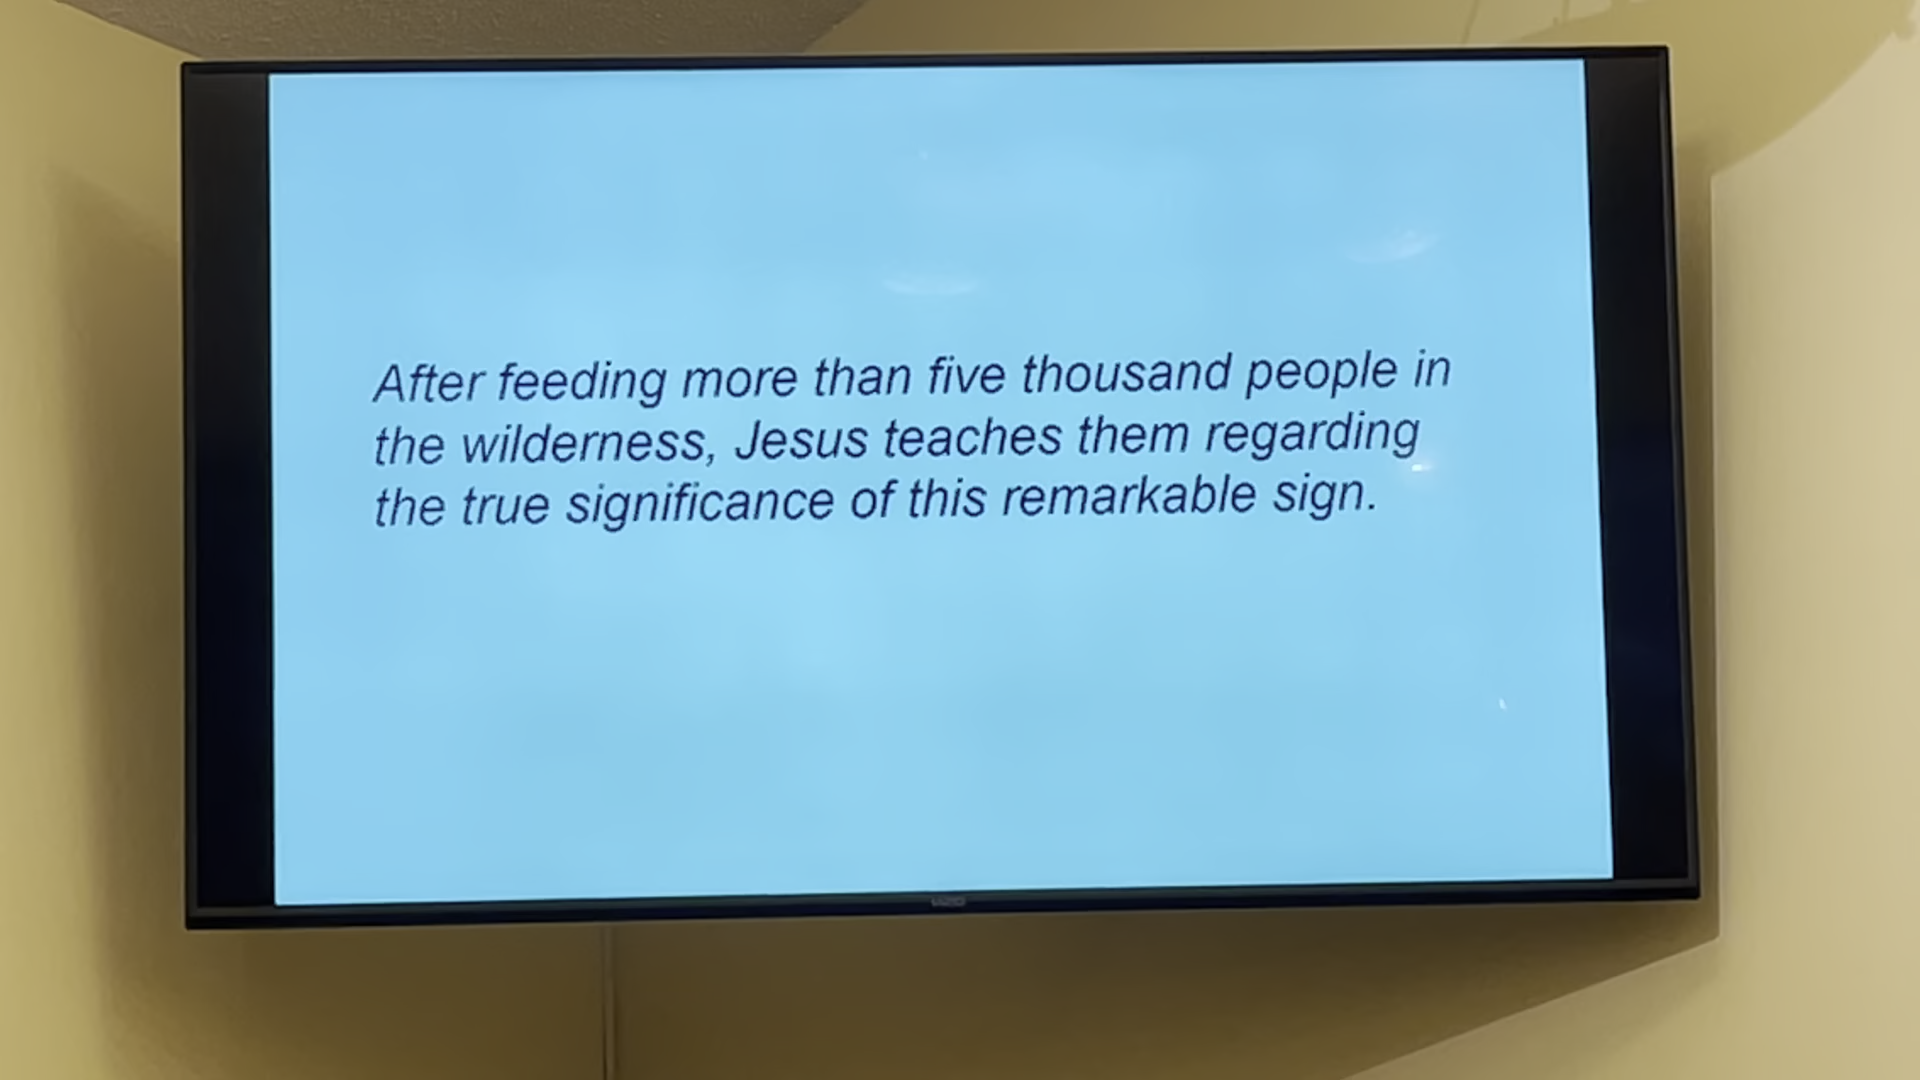 After feeding more than five thousand people in
the wilderness, Jesus teaches them regarding
the true significance of this remarkable sign.
VIZIO